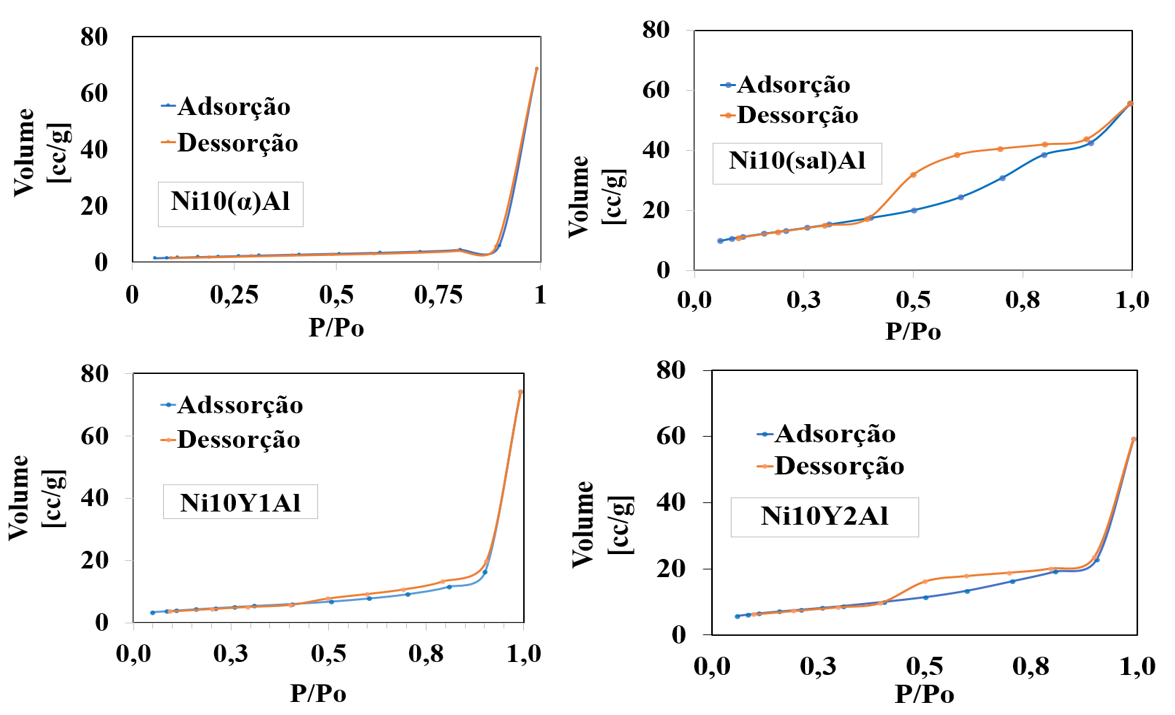 80
60
40
20
0
Volume
[cc/g]
Adsorção
Dessorção
Ni10(α)Al
0
0,25
0,5
0,75
1
P/Po
80
60
40
20
0
Volume
[cc/g]
Adsorção
Dessorção
Ni10(sal)Al
0,0
0,3
0,5
0,8
1,0
P/Po
80
60
40
20
0
Volume
[cc/g]
Adssorção
Dessorção
Ni10Y1Al
0,0
0,3
0,5
0,8
1,0
P/Po
80
60
40
20
0
Volume
[cc/g]
Adsorção
Dessorção
Ni10Y2Al
0,0
0,3
0,5
0,8
1,0
P/Po